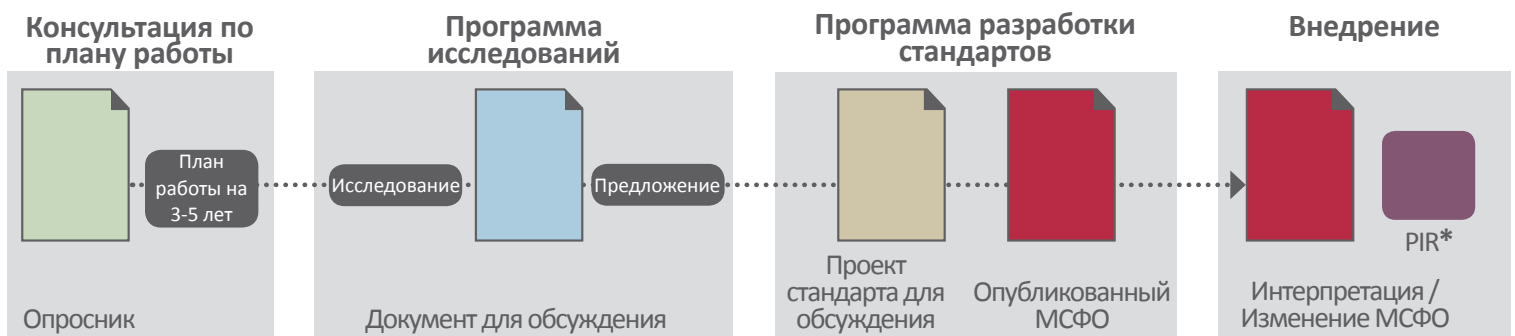 Консультация по
плану работы
Программа
исследований
Программа разработки
стандартов
Внедрение
План
работы на
3-5 лет
Опросник
Исследование
Предложение
Документ для обсуждения
Проект
стандарта для
обсуждения
Опубликованный
МСФО
PIR*
Интерпретация /
Изменение МСФО